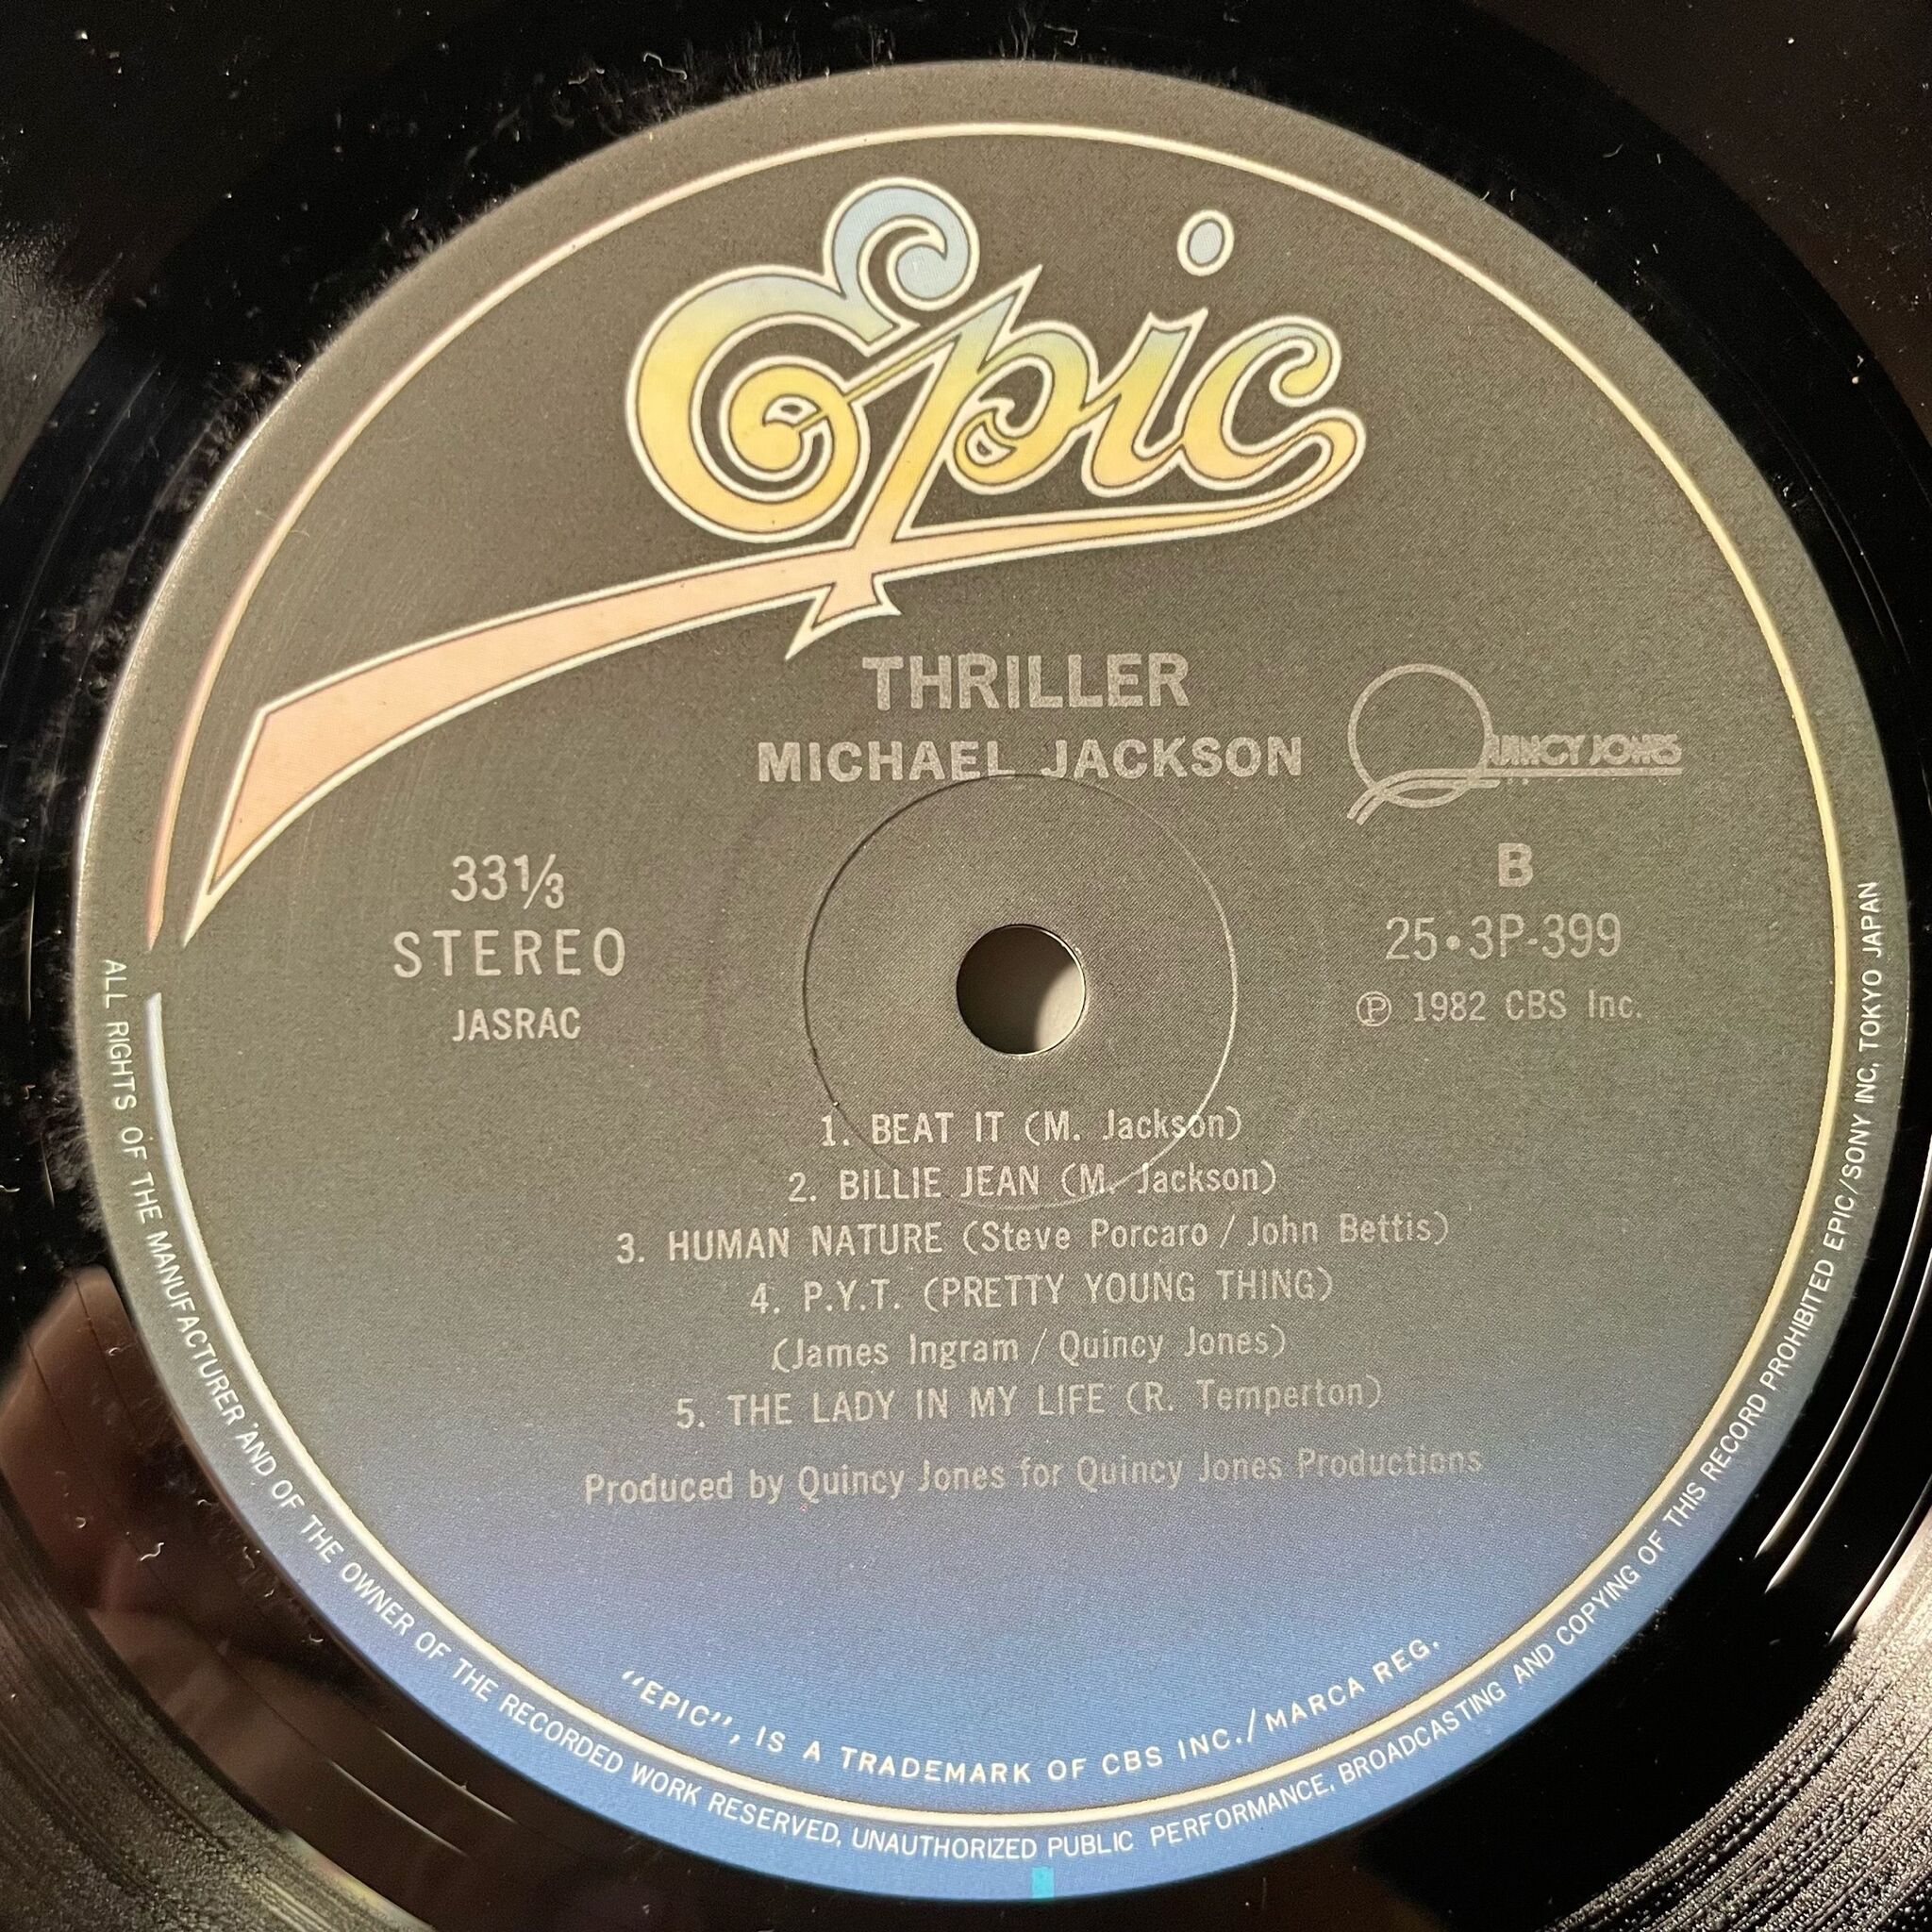 Epic
THRILLER
MICHAEL JACKSON
QUINCY JONES
33⅓
STEREO
JASRAC
B
25•3P-399
℗ 1982 CBS Inc.
1. BEAT IT (M. Jackson)
2. BILLIE JEAN (M. Jackson)
3. HUMAN NATURE (Steve Porcaro / John Bettis)
4. P.Y.T. (PRETTY YOUNG THING)
(James Ingram / Quincy Jones)
5. THE LADY IN MY LIFE (R. Temperton)
Produced by Quincy Jones for Quincy Jones Productions
"EPIC", IS A TRADEMARK OF CBS INC./MARCA REG.
ALL RIGHTS OF THE MANUFACTURER AND OF THE OWNER OF THE RECORDED WORK RESERVED, UNAUTHORIZED PUBLIC PERFORMANCE, BROADCASTING AND COPYING OF THIS RECORD PROHIBITED EPIC/SONY INC, TOKYO JAPAN